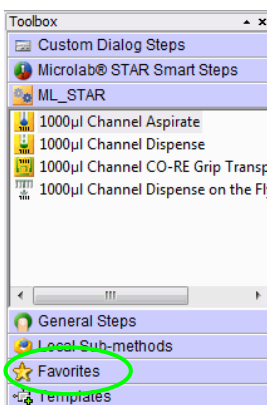 Toolbox
Custom Dialog Steps
Microlab® STAR Smart Steps
ML_STAR
1000µl Channel Aspirate
1000µl Channel Dispense
1000µl Channel CO-RE Grip Transp
1000µl Channel Dispense on the Fl
General Steps
Local Sub-methods
Favorites
Templates